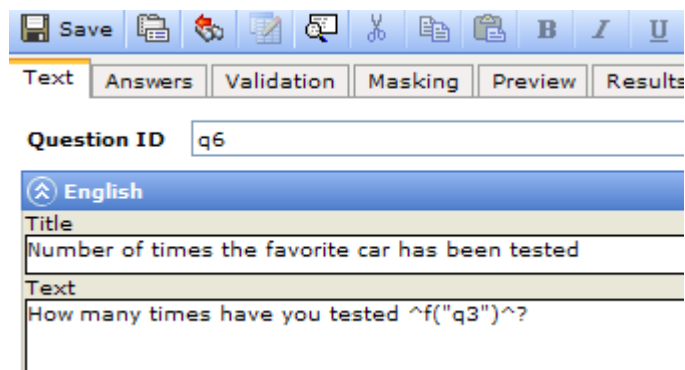 Save B I U
Text Answers Validation Masking Preview Results
Question ID q6
English
Title
Number of times the favorite car has been tested
Text
How many times have you tested ^f("q3")^?